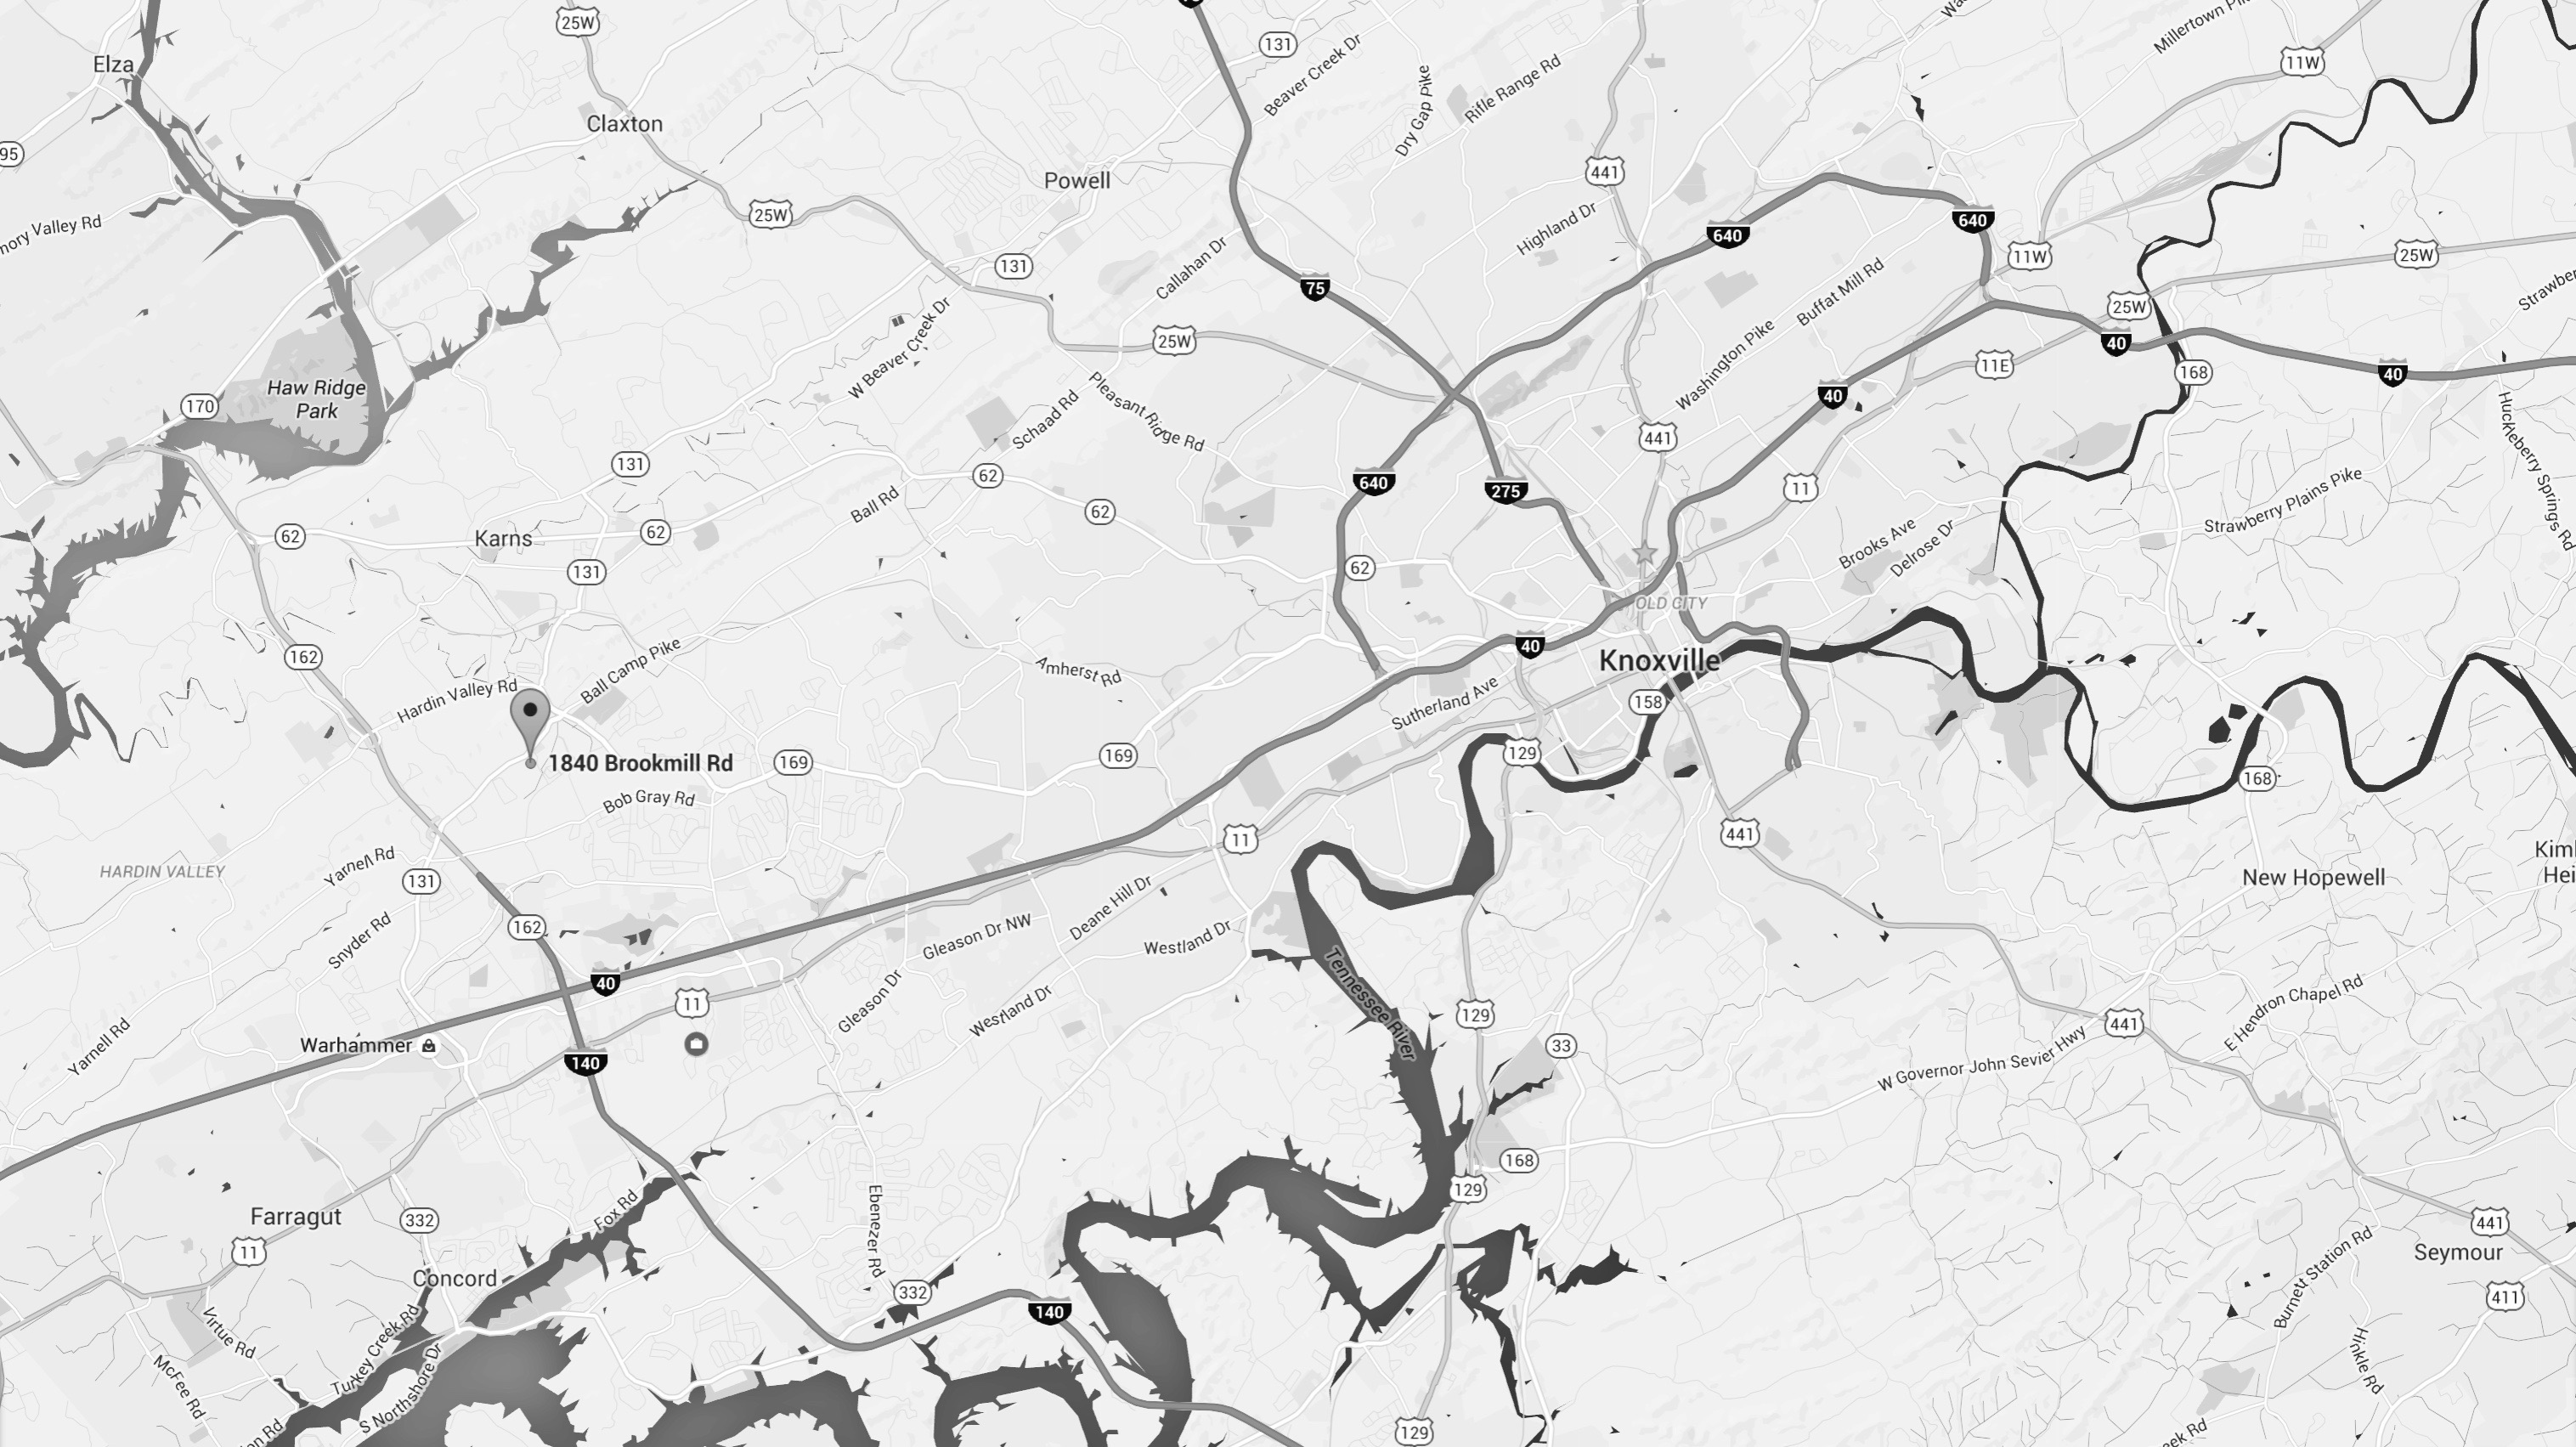 25W
131
Beaver Creek Dr
Dry Gap Pike
Rifle Range Rd
11W
Elza
Claxton
95
Powell
441
25W
Highland Dr
640
640
11W
25W
131
Callahan Dr
75
Buffat Mill Rd
25W
W Beaver Creek Dr
25W
40
Washington Pike
11E
168
40
Haw Ridge
Park
170
Pleasant Ridge Rd
Schaad Rd
40
441
Huckleberry Springs Rd
131
62
640
275
11
Strawberry Plains Pike
Ball Rd
62
62
Karns
62
131
62
Brooks Ave
Delrose Dr
OLD CITY
162
Ball Camp Pike
Amherst Rd
40
Knoxville
Hardin Valley Rd
Sutherland Ave
158
1840 Brookmill Rd
169
169
129
168
Bob Gray Rd
11
441
HARDIN VALLEY
Yarnell Rd
131
New Hopewell
Snyder Rd
162
Gleason Dr NW
Deane Hill Dr
Westland Dr
40
11
Gleason Dr
Westland Dr
Tennessee River
129
E Hendron Chapel Rd
441
Yarnell Rd
Warhammer
140
33
W Governor John Sevier Hwy
168
129
Farragut
332
Fox Rd
Ebenezer Rd
441
11
Seymour
Concord
332
140
411
Burnett Station Rd
Virtue Rd
Turkey Creek Rd
McFee Rd
S Northshore Dr
Hinkle Rd
129